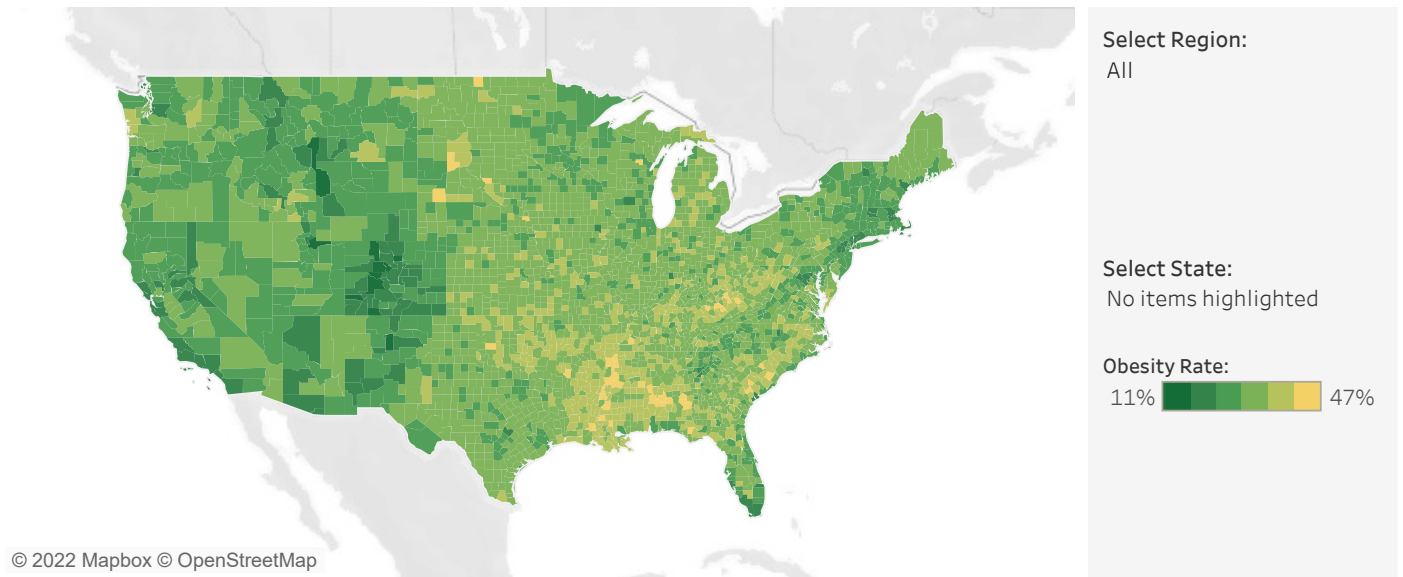 Select Region:
All
Select State:
No items highlighted
Obesity Rate:
11% 47%
© 2022 Mapbox © OpenStreetMap